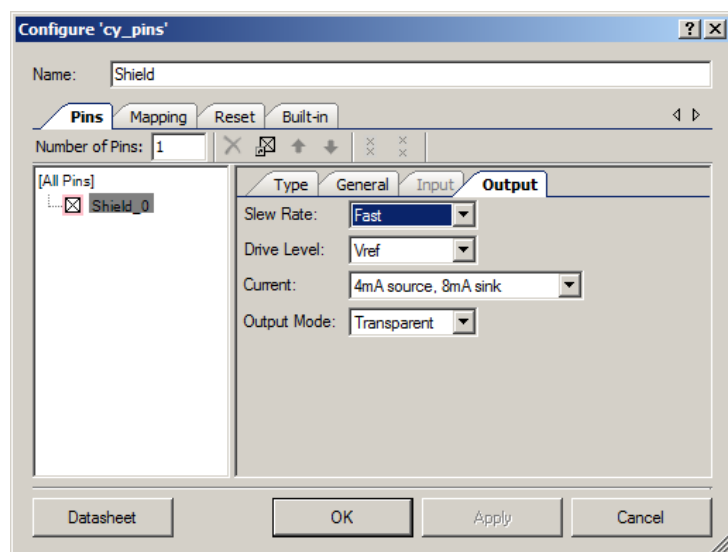 Configure 'cy_pins'
Name: Shield
Pins Mapping Reset Built-in
Number of Pins: 1
[All Pins]
Shield_0
Type General Input Output
Slew Rate: Fast
Drive Level: Vref
Current: 4mA source, 8mA sink
Output Mode: Transparent
Datasheet OK Apply Cancel